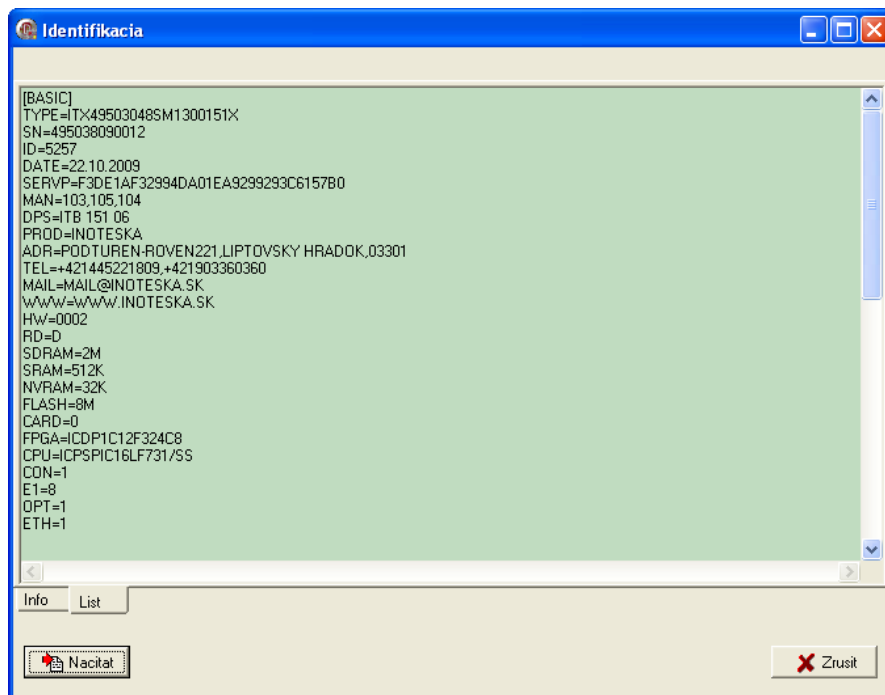 Identifikacia
[BASIC]
TYPE=ITX49503048SM1300151X
SN=495038090012
ID=5257
DATE=22.10.2009
SERVP=F3DE1AF32994DA01EA9299293C6157B0
MAN=103,105,104
DPS=ITB 151 06
PROD=INOTESKA
ADR=PODTUREN-ROVEN221,LIPTOVSKY HRADOK,03301
TEL=+421445221809,+421903360360
MAIL=MAIL@INOTESKA.SK
WWW=WWW.INOTESKA.SK
HW=0002
RD=D
SDRAM=2M
SRAM=512K
NVRAM=32K
FLASH=8M
CARD=0
FPGA=ICDP1C12F324C8
CPU=ICPSPIC16LF731/SS
CON=1
E1=8
OPT=1
ETH=1
Info List
Nacitat Zrusit